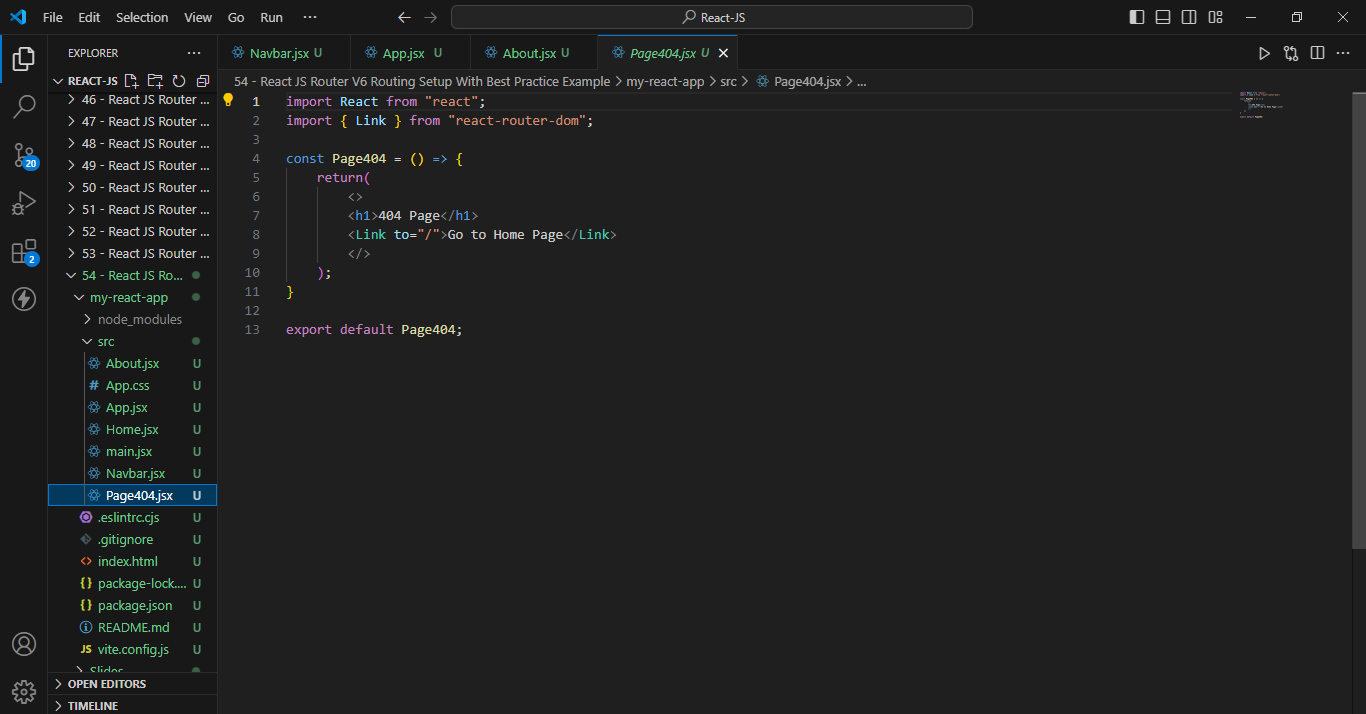 File Edit Selection View Go Run ··· React-JS
EXPLORER ···
Navbar.jsx U App.jsx U About.jsx U Page404.jsx U
REACT-JS
54 - React JS Router V6 Routing Setup With Best Practice Example > my-react-app > src > Page404.jsx > ...
46 - React JS Router ...
47 - React JS Router ...
48 - React JS Router ...
49 - React JS Router ...
50 - React JS Router ...
51 - React JS Router ...
52 - React JS Router ...
53 - React JS Router ...
54 - React JS Ro...
my-react-app
node_modules
src
About.jsx U
App.css U
App.jsx U
Home.jsx U
main.jsx U
Navbar.jsx U
Page404.jsx U
.eslintrc.cjs U
.gitignore U
index.html U
package-lock.... U
package.json U
README.md U
JS vite.config.js U
Slides
OPEN EDITORS
TIMELINE
20
2
1 import React from "react";
2 import { Link } from "react-router-dom";
3
4 const Page404 = () => {
5 return(
6 <>
7 <h1>404 Page</h1>
8 <Link to="/">Go to Home Page</Link>
9 </>
10 );
11 }
12
13 export default Page404;